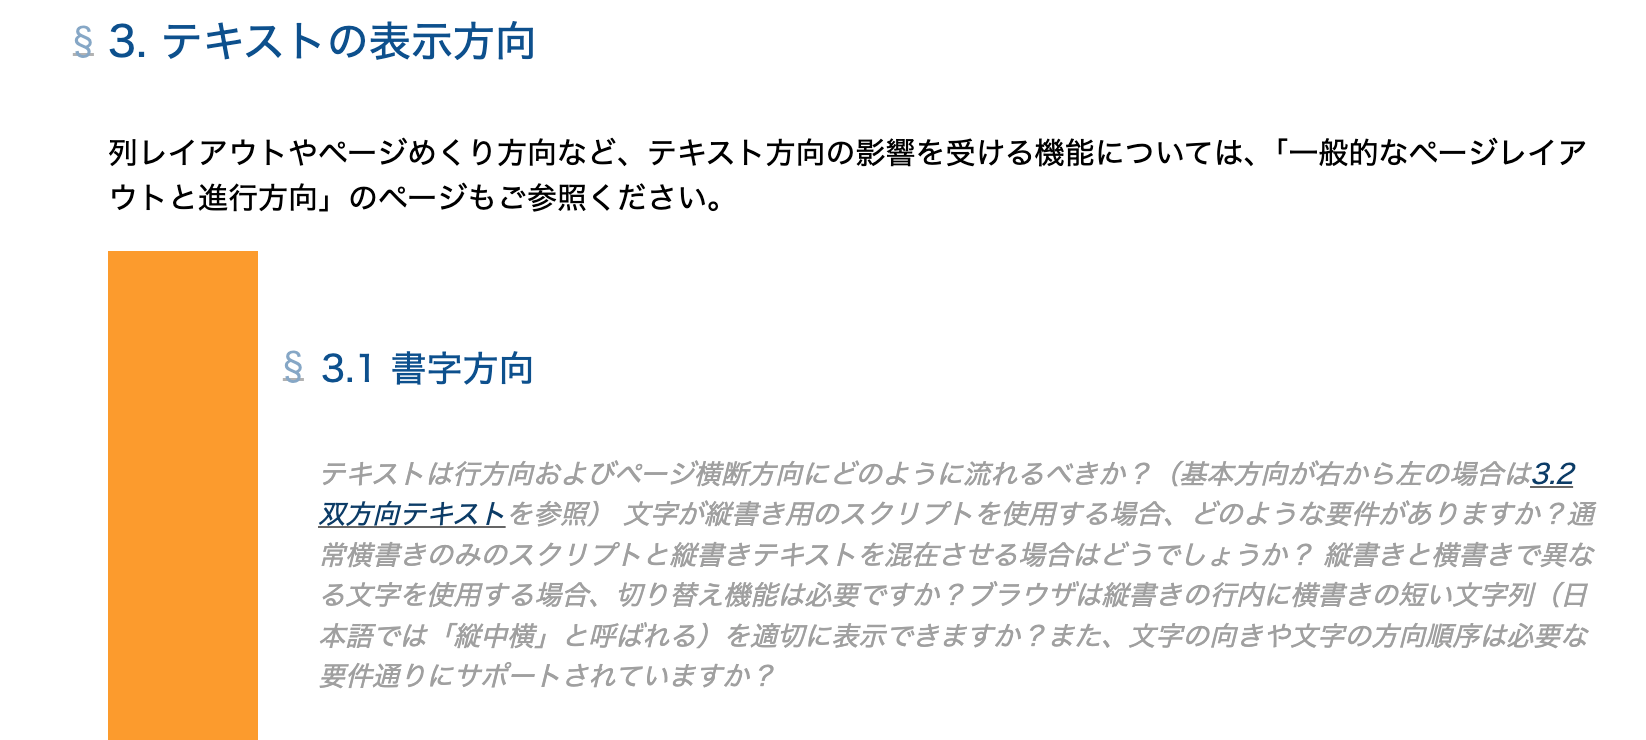 § 3. テキストの表示方向
列レイアウトやページめくり方向など、テキスト方向の影響を受ける機能については、「一般的なページレイア
ウトと進行方向」のページもご参照ください。
§ 3.1 書字方向
テキストは行方向およびページ横断方向にどのように流れるべきか？（基本方向が右から左の場合は3.2
双方向テキストを参照） 文字が縦書き用のスクリプトを使用する場合、どのような要件がありますか？通
常横書きのみのスクリプトと縦書きテキストを混在させる場合はどうでしょうか？ 縦書きと横書きで異な
る文字を使用する場合、切り替え機能は必要ですか？ブラウザは縦書きの行内に横書きの短い文字列（日
本語では「縦中横」と呼ばれる）を適切に表示できますか？また、文字の向きや文字の方向順序は必要な
要件通りにサポートされていますか？